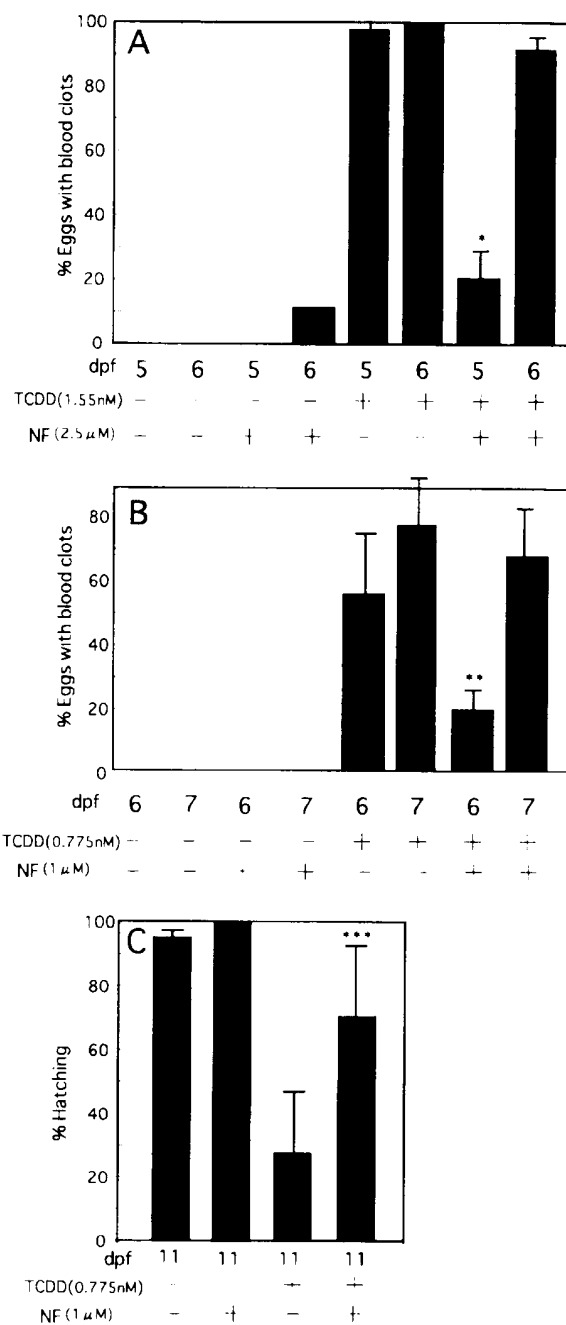 A
% Eggs with blood clots
100
80
60
40
20
0
*
dpf 5 6 5 6 5 6 5 6
TCDD(1.55nM) − − − − + + + +
NF(2.5μM) − − + + − − + +
B
% Eggs with blood clots
80
60
40
20
0
**
dpf 6 7 6 7 6 7 6 7
TCDD(0.775nM) − − − − + + + +
NF(1μM) − − · + − − + +
C
% Hatching
100
80
60
40
20
0
***
dpf 11 11 11 11
TCDD(0.775nM) − + +
NF(1μM) − + − +